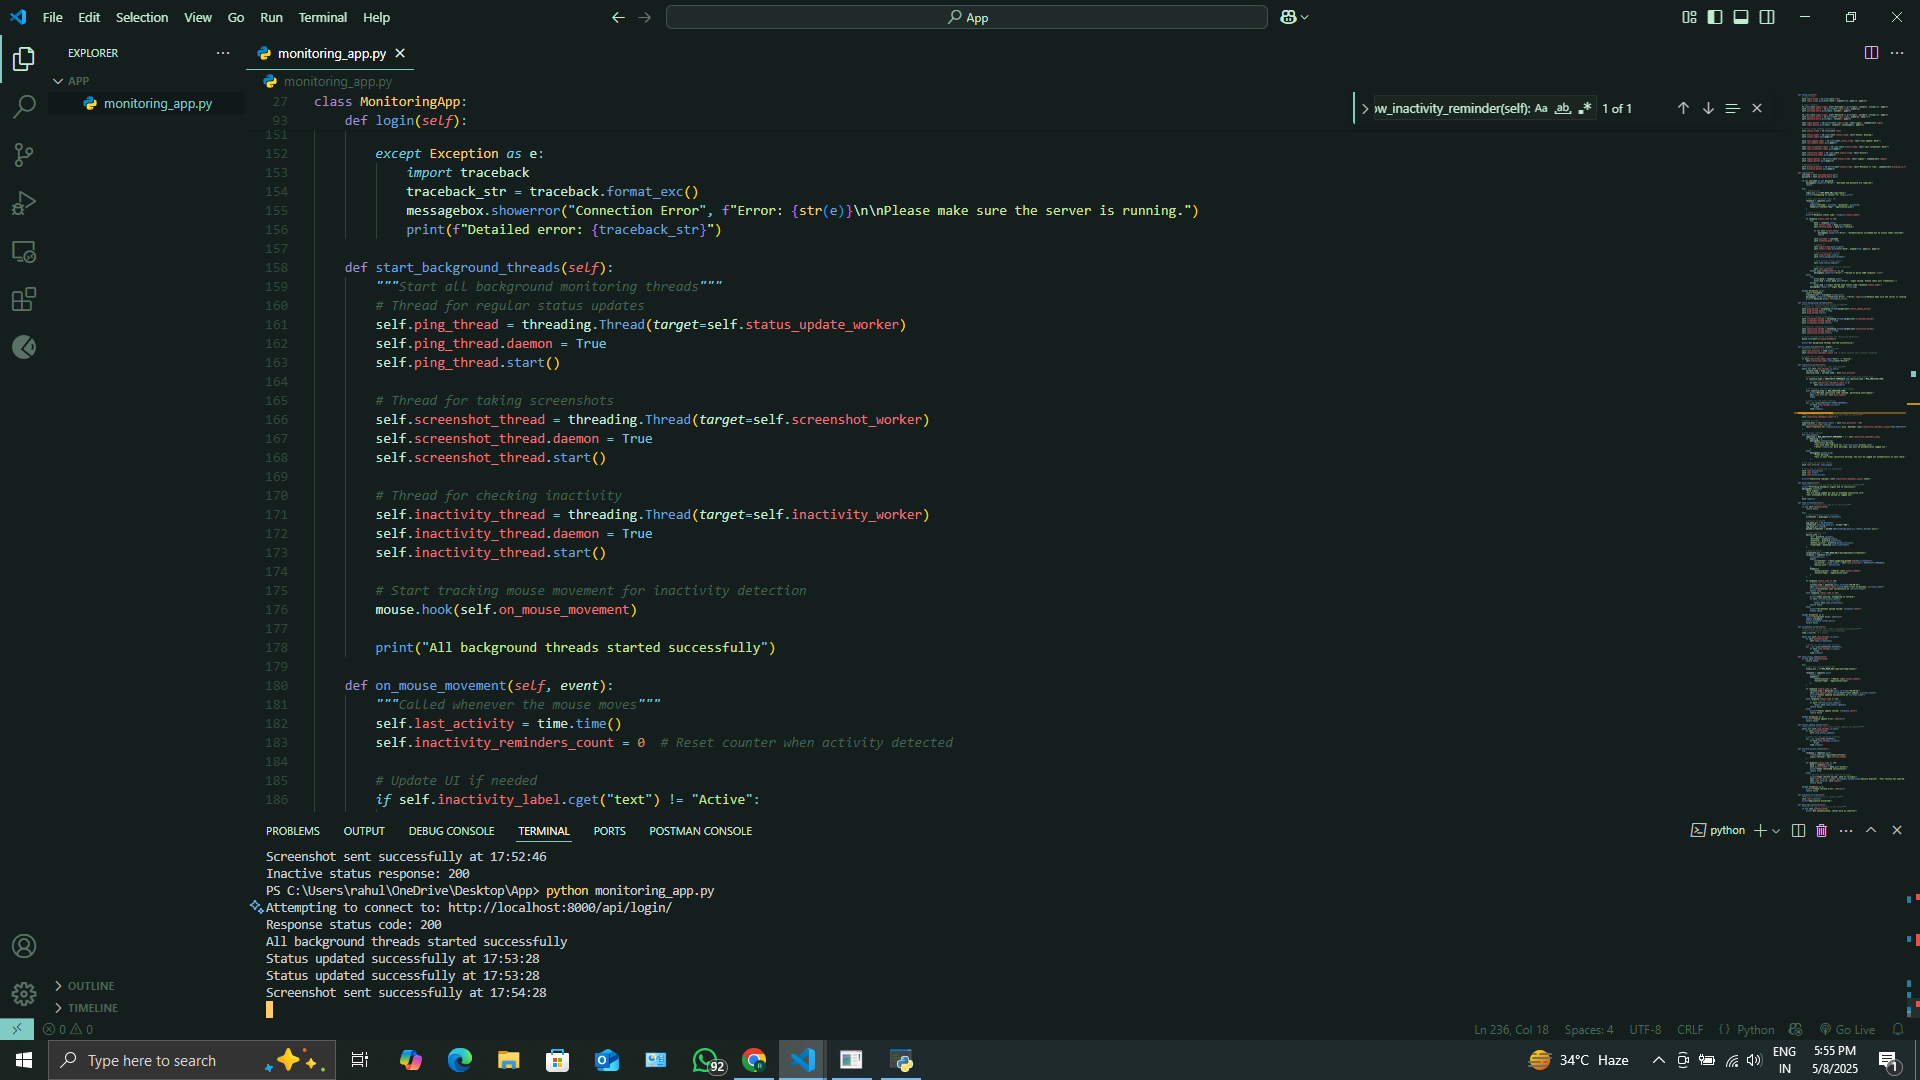 File Edit Selection View Go Run Terminal Help
App
EXPLORER
monitoring_app.py
APP
monitoring_app.py
monitoring_app.py
ow_inactivity_reminder(self): Aa ab .* 1 of 1
27 class MonitoringApp:
93 def login(self):
151
152 except Exception as e:
153 import traceback
154 traceback_str = traceback.format_exc()
155 messagebox.showerror("Connection Error", f"Error: {str(e)}\n\nPlease make sure the server is running.")
156 print(f"Detailed error: {traceback_str}")
157
158 def start_background_threads(self):
159 """Start all background monitoring threads"""
160 # Thread for regular status updates
161 self.ping_thread = threading.Thread(target=self.status_update_worker)
162 self.ping_thread.daemon = True
163 self.ping_thread.start()
164
165 # Thread for taking screenshots
166 self.screenshot_thread = threading.Thread(target=self.screenshot_worker)
167 self.screenshot_thread.daemon = True
168 self.screenshot_thread.start()
169
170 # Thread for checking inactivity
171 self.inactivity_thread = threading.Thread(target=self.inactivity_worker)
172 self.inactivity_thread.daemon = True
173 self.inactivity_thread.start()
174
175 # Start tracking mouse movement for inactivity detection
176 mouse.hook(self.on_mouse_movement)
177
178 print("All background threads started successfully")
179
180 def on_mouse_movement(self, event):
181 """Called whenever the mouse moves"""
182 self.last_activity = time.time()
183 self.inactivity_reminders_count = 0 # Reset counter when activity detected
184
185 # Update UI if needed
186 if self.inactivity_label.cget("text") != "Active":
PROBLEMS OUTPUT DEBUG CONSOLE TERMINAL PORTS POSTMAN CONSOLE
python
Screenshot sent successfully at 17:52:46
Inactive status response: 200
PS C:\Users\rahul\OneDrive\Desktop\App> python monitoring_app.py
Attempting to connect to: http://localhost:8000/api/login/
Response status code: 200
All background threads started successfully
Status updated successfully at 17:53:28
Status updated successfully at 17:53:28
Screenshot sent successfully at 17:54:28
OUTLINE
TIMELINE
0 0
Ln 236, Col 18 Spaces: 4 UTF-8 CRLF {} Python Go Live
Type here to search
92
34°C Haze
ENG
IN
5:55 PM
5/8/2025
1